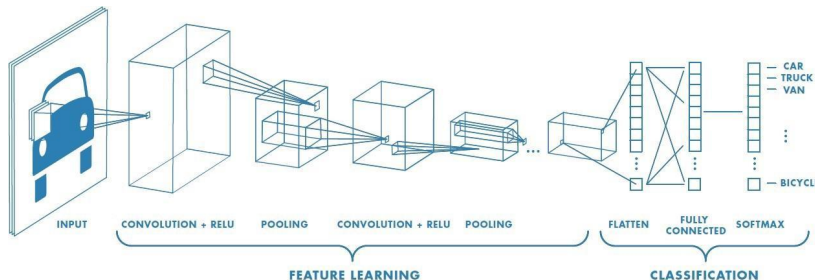 CAR
TRUCK
VAN
BICYCL
INPUT
CONVOLUTION + RELU
POOLING
CONVOLUTION + RELU
POOLING
FLATTEN
FULLY
CONNECTED
SOFTMAX
FEATURE LEARNING
CLASSIFICATION